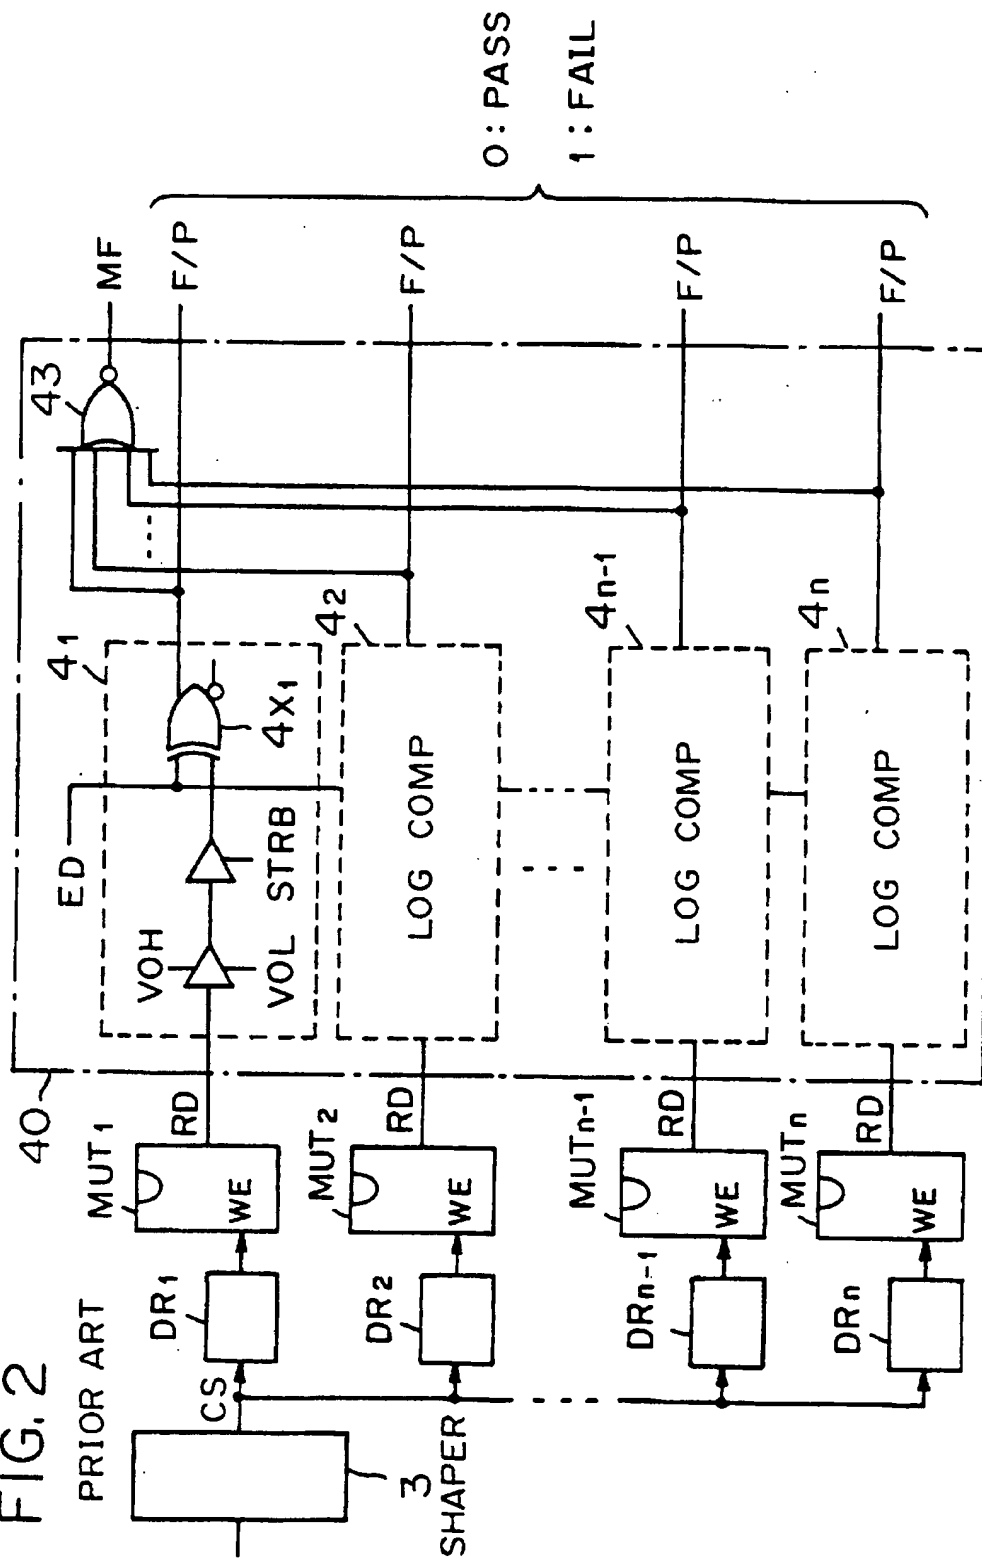 FIG. 2
PRIOR ART
3
SHAPER
CS
DR1
DR2
DRn-1
DRn
MUT1
WE
MUT2
WE
MUTn-1
WE
MUTn
WE
RD
RD
RD
RD
40
41
ED
VOH
VOL
STRB
4X1
42
LOG COMP
4n-1
LOG COMP
4n
LOG COMP
43
MF
F/P
F/P
F/P
F/P
0 : PASS
1 : FAIL